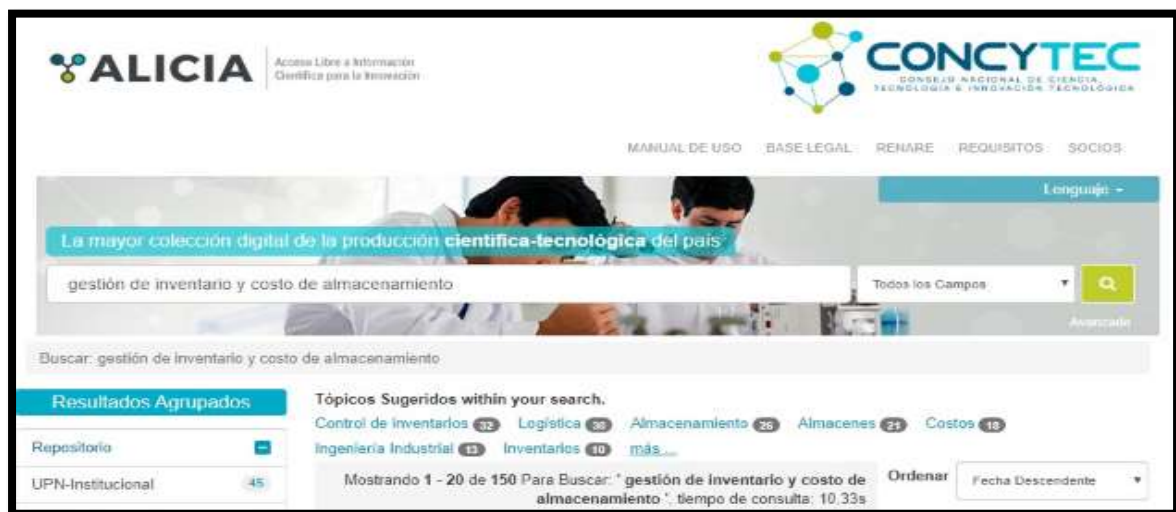 ALICIA
Acceso Libre a Información
Científica para la Innovación
CONCYTEC
CONSEJO NACIONAL DE CIENCIA,
TECNOLOGÍA E INNOVACIÓN TECNOLÓGICA
MANUAL DE USO BASE LEGAL RENARE REQUISITOS SOCIOS
Lenguaje
La mayor colección digital de la producción científica-tecnológica del país
gestión de inventario y costo de almacenamiento
Todos los Campos
Avanzado
Buscar: gestión de inventario y costo de almacenamiento
Resultados Agrupados
Repositorio
UPN-Institucional 45
Tópicos Sugeridos within your search.
Control de inventarios 32 Logística 30 Almacenamiento 26 Almacenes 21 Costos 18
Ingeniería Industrial 13 Inventarios 10 más ...
Mostrando 1 - 20 de 150 Para Buscar: ' gestión de inventario y costo de
almacenamiento '. tiempo de consulta: 10.33s
Ordenar
Fecha Descendente